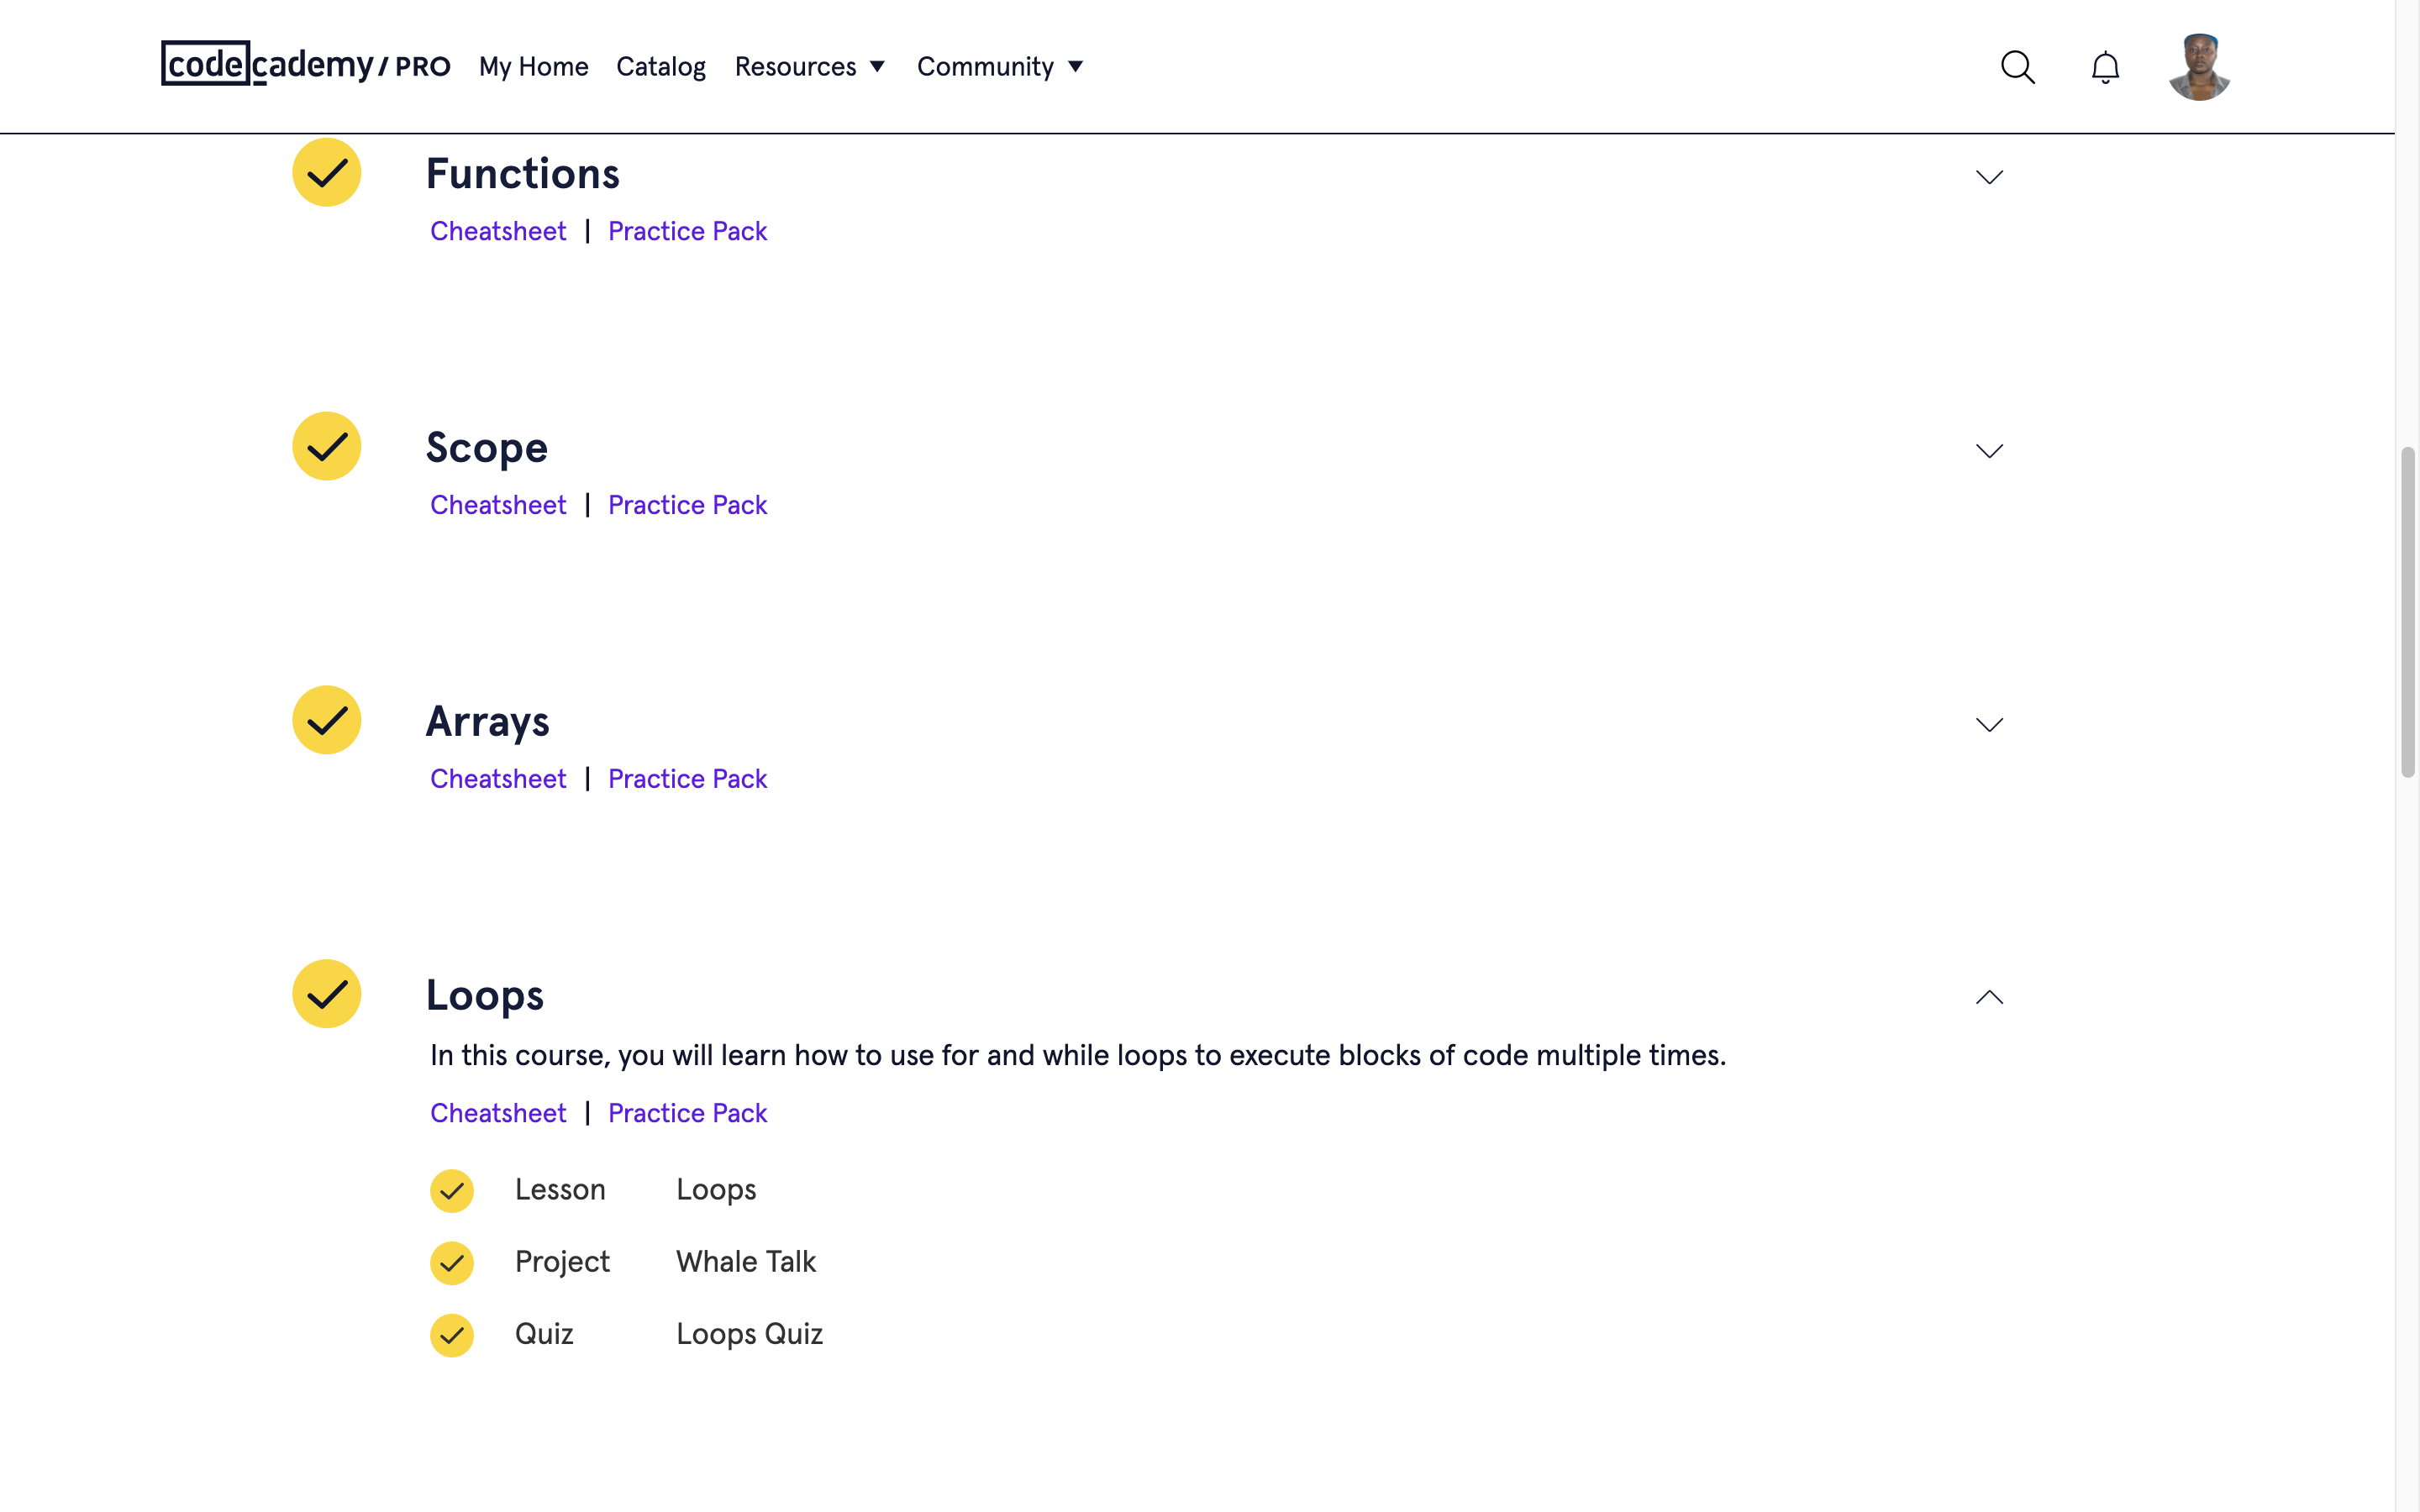 codecademy / PRO My Home Catalog Resources Community
Functions
Cheatsheet | Practice Pack
Scope
Cheatsheet | Practice Pack
Arrays
Cheatsheet | Practice Pack
Loops
In this course, you will learn how to use for and while loops to execute blocks of code multiple times.
Cheatsheet | Practice Pack
Lesson Loops
Project Whale Talk
Quiz Loops Quiz